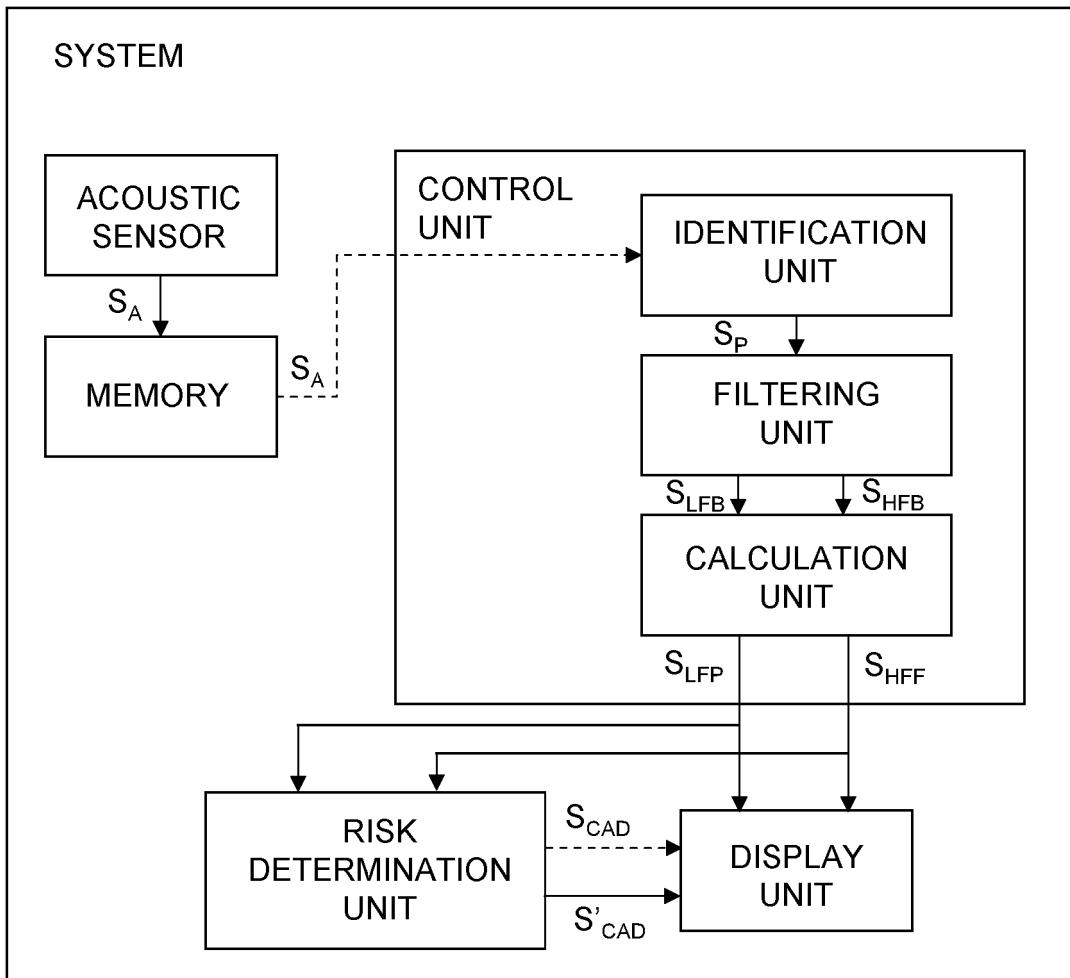 SYSTEM
ACOUSTIC
SENSOR
S_A
MEMORY
S_A
CONTROL
UNIT
IDENTIFICATION
UNIT
S_P
FILTERING
UNIT
S_LFB
S_HFB
CALCULATION
UNIT
S_LFP
S_HFF
RISK
DETERMINATION
UNIT
S_CAD
S'_CAD
DISPLAY
UNIT